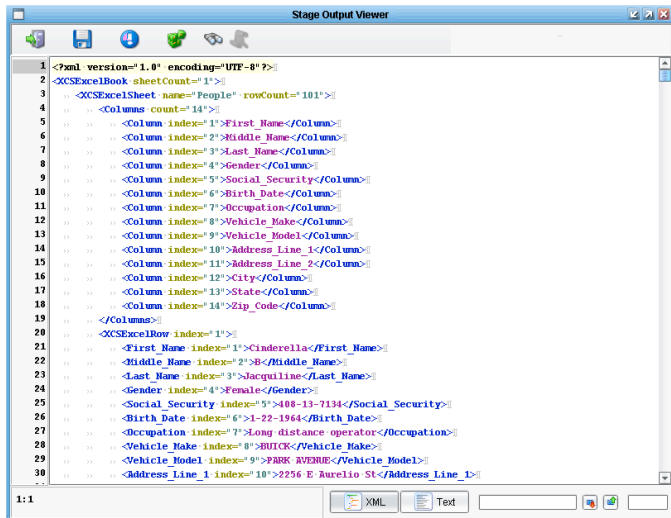 Stage Output Viewer
1 <?xml version="1.0" encoding="UTF-8"?>
2 <XCSExcelBook sheetCount="1">
3 <XCSExcelSheet name="People" rowCount="101">
4 <Columns count="14">
5 <Column index="1">First_Name</Column>
6 <Column index="2">Middle_Name</Column>
7 <Column index="3">Last_Name</Column>
8 <Column index="4">Gender</Column>
9 <Column index="5">Social_Security</Column>
10 <Column index="6">Birth_Date</Column>
11 <Column index="7">Occupation</Column>
12 <Column index="8">Vehicle_Make</Column>
13 <Column index="9">Vehicle_Model</Column>
14 <Column index="10">Address_Line_1</Column>
15 <Column index="11">Address_Line_2</Column>
16 <Column index="12">City</Column>
17 <Column index="13">State</Column>
18 <Column index="14">Zip_Code</Column>
19 </Columns>
20 <XCSExcelRow index="1">
21 <First_Name index="1">Cinderella</First_Name>
22 <Middle_Name index="2">B</Middle_Name>
23 <Last_Name index="3">Jacquiline</Last_Name>
24 <Gender index="4">Female</Gender>
25 <Social_Security index="5">408-13-7134</Social_Security>
26 <Birth_Date index="6">1-22-1964</Birth_Date>
27 <Occupation index="7">Long distance operator</Occupation>
28 <Vehicle_Make index="8">BUICK</Vehicle_Make>
29 <Vehicle_Model index="9">PARK AVENUE</Vehicle_Model>
30 <Address_Line_1 index="10">2256 E Aurelio St</Address_Line_1>
1:1 XML Text